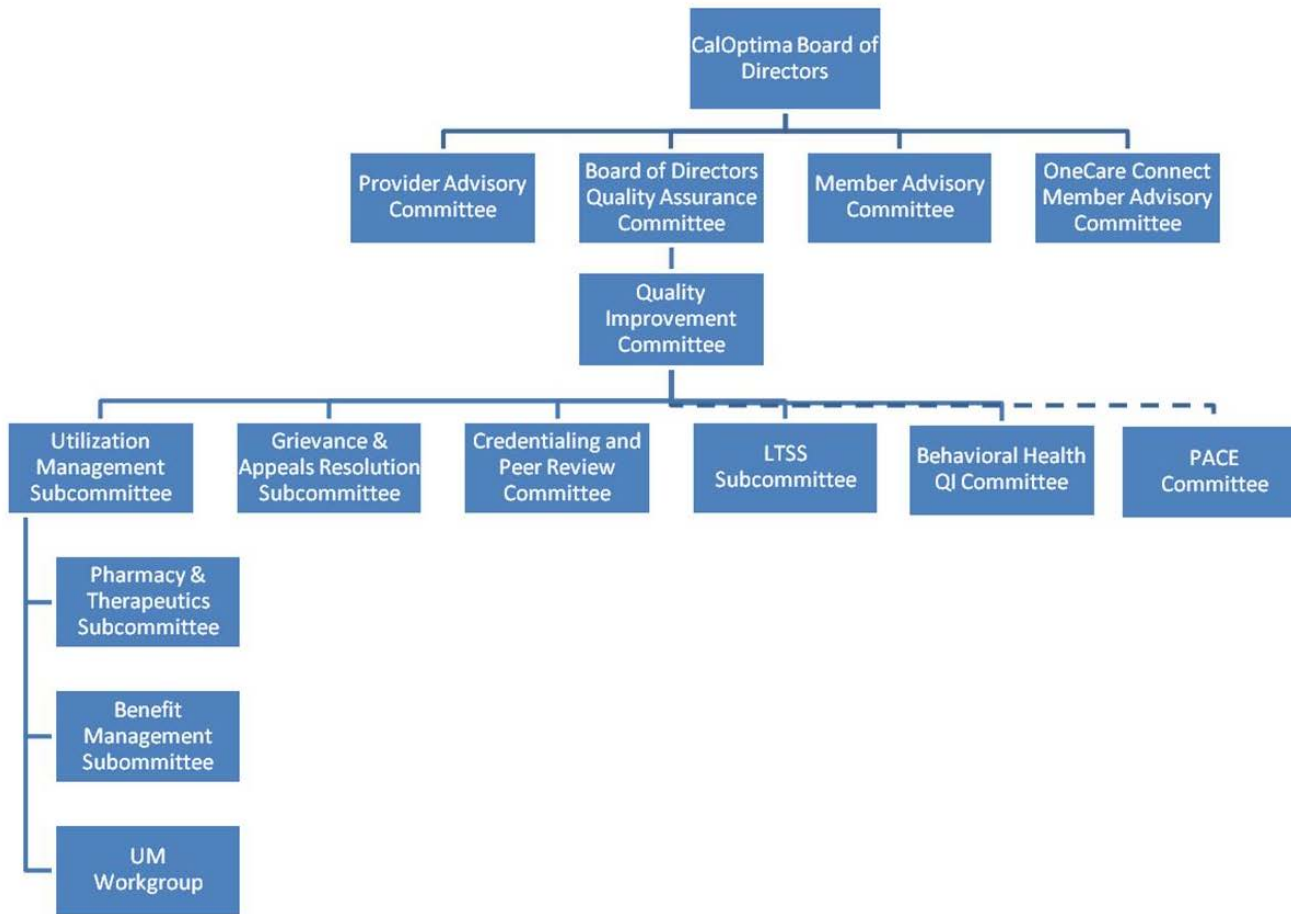 CalOptima Board of
Directors
Provider Advisory
Committee
Board of Directors
Quality Assurance
Committee
Member Advisory
Committee
OneCare Connect
Member Advisory
Committee
Quality
Improvement
Committee
Utilization
Management
Subcommittee
Grievance &
Appeals Resolution
Subcommittee
Credentialing and
Peer Review
Committee
LTSS
Subcommittee
Behavioral Health
QI Committee
PACE
Committee
Pharmacy &
Therapeutics
Subcommittee
Benefit
Management
Subommittee
UM
Workgroup